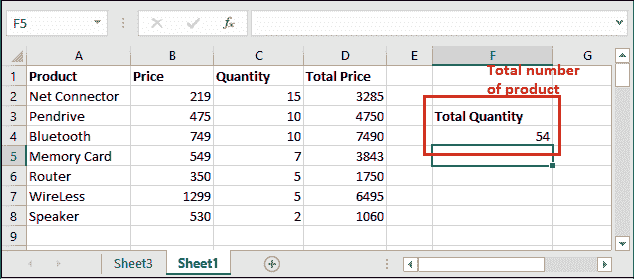 F5 fx
A B C D E F G
1 Product Price Quantity Total Price Total number
2 Net Connector 219 15 3285 of product
3 Pendrive 475 10 4750 Total Quantity
4 Bluetooth 749 10 7490 54
5 Memory Card 549 7 3843
6 Router 350 5 1750
7 WireLess 1299 5 6495
8 Speaker 530 2 1060
9
Sheet3 Sheet1